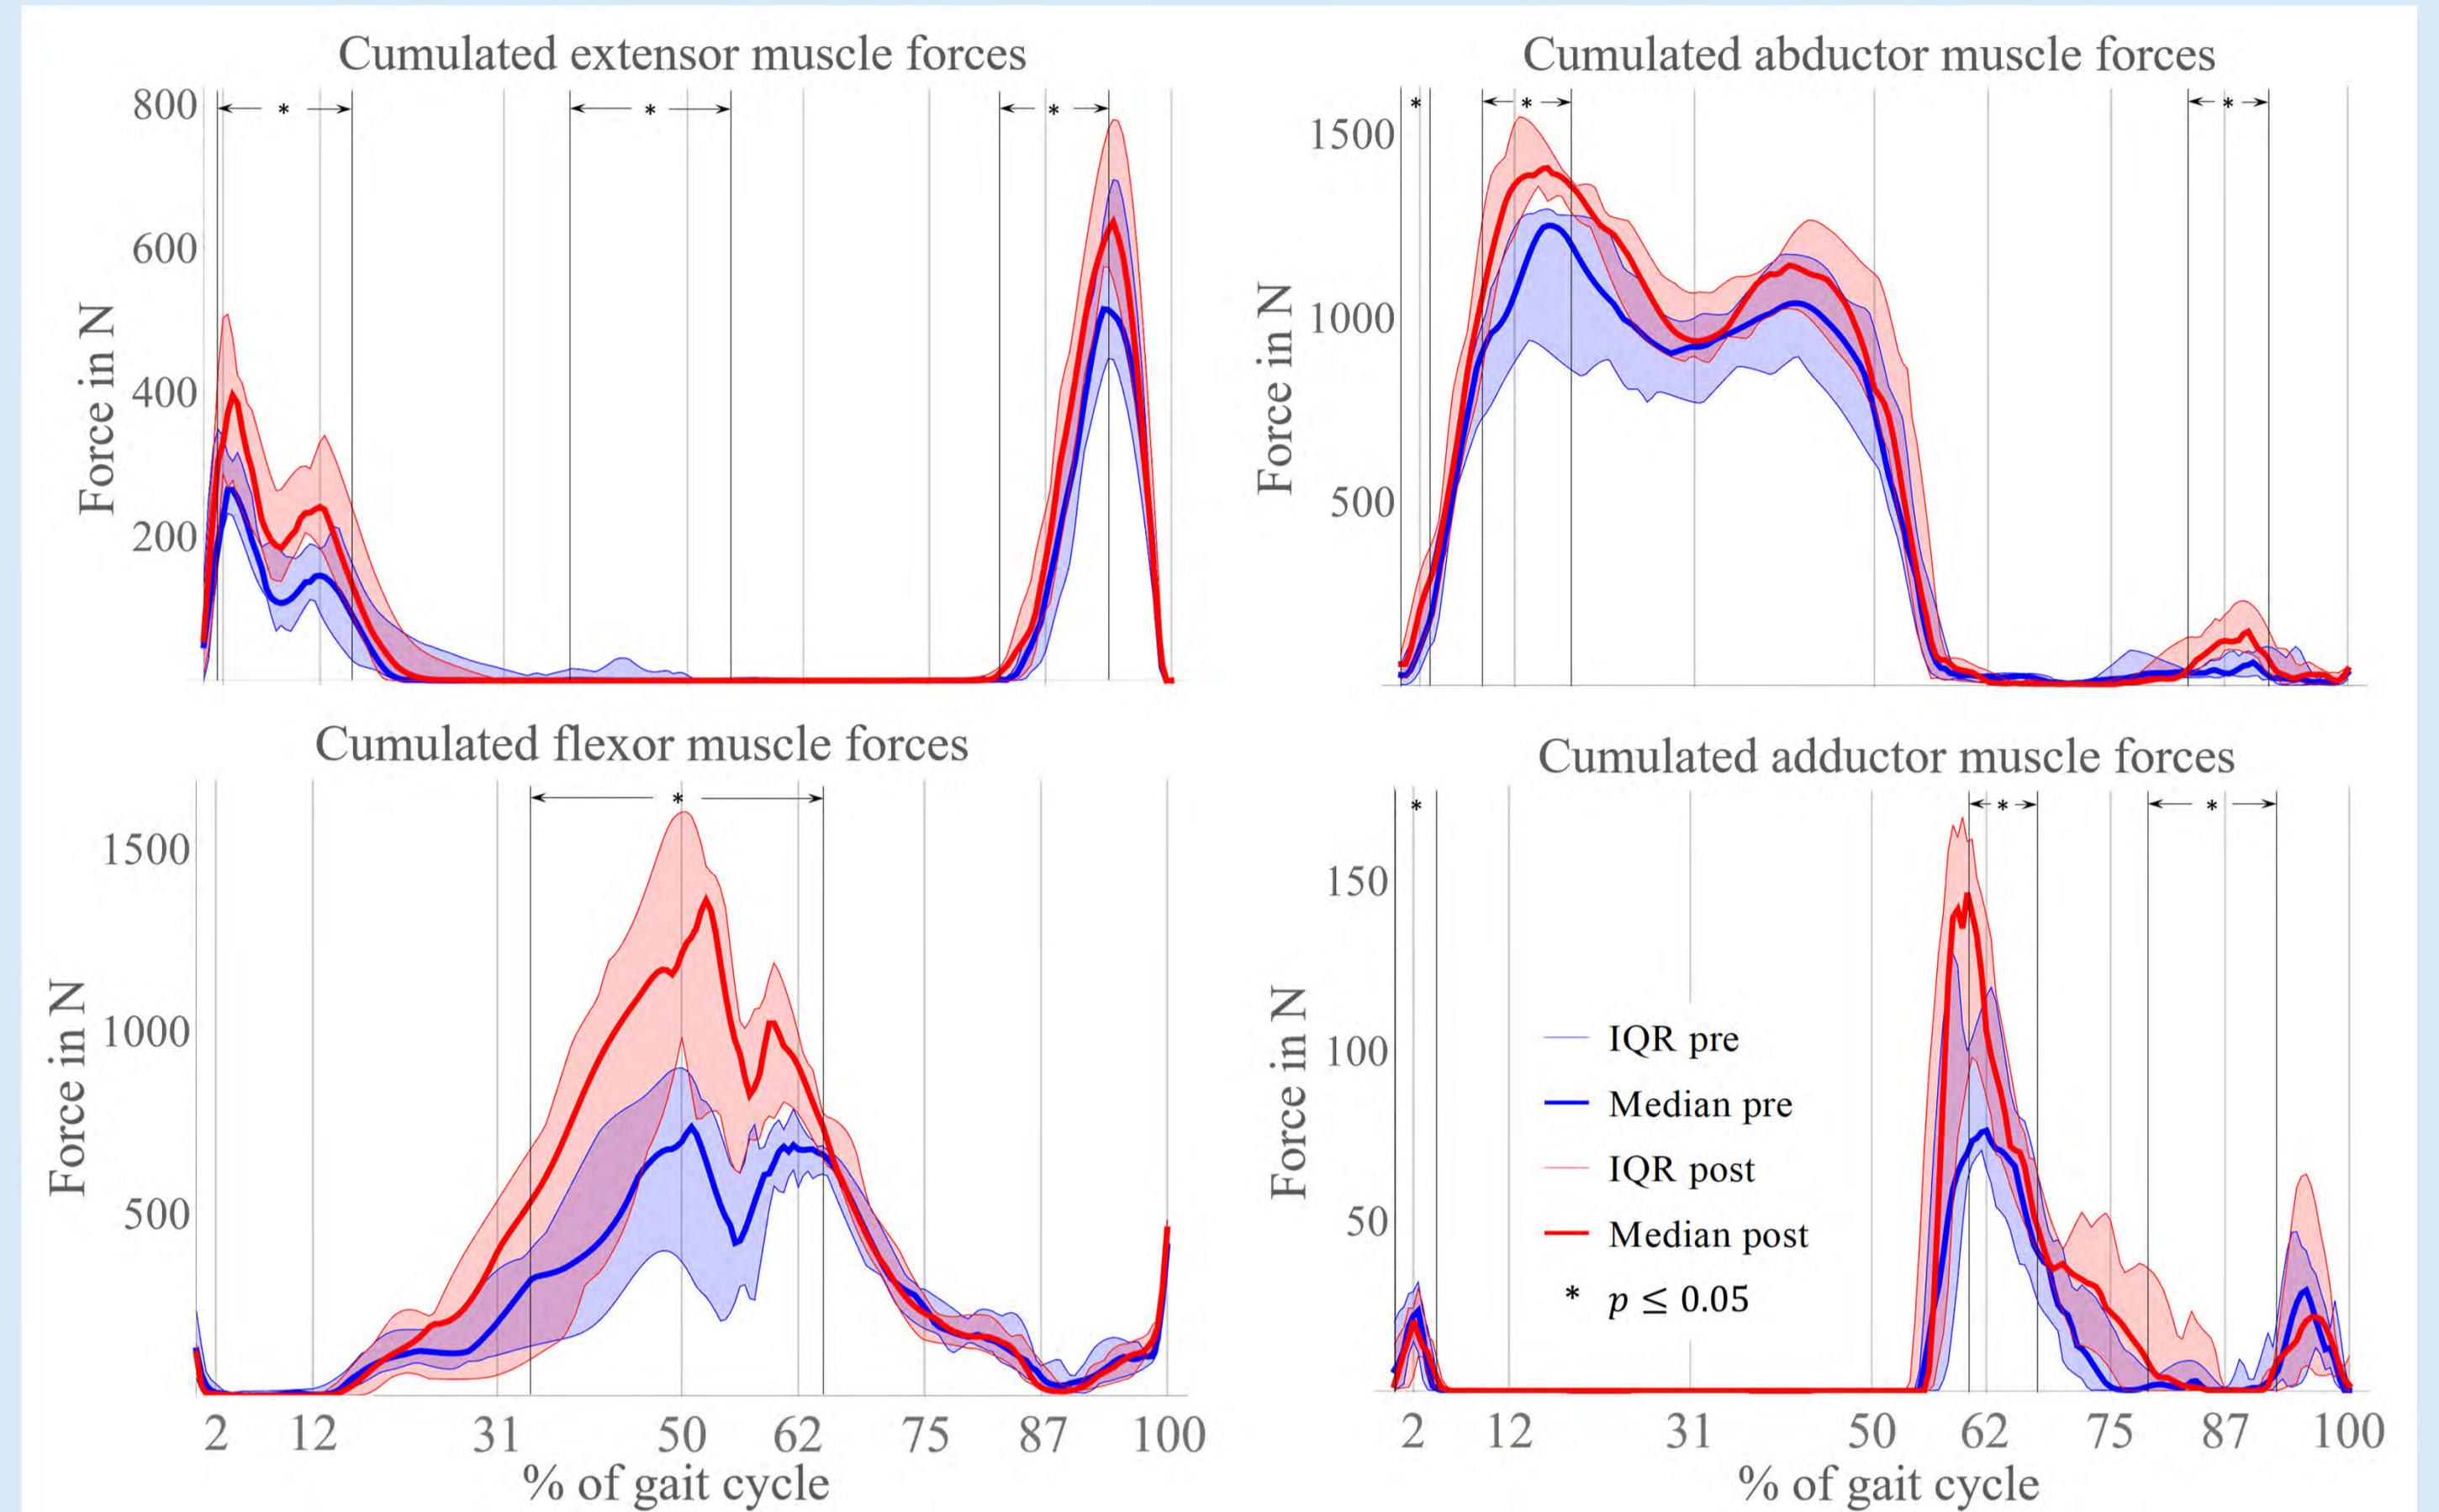 Cumulated extensor muscle forces
800
600
400
200
Force in N
* * *
Cumulated abductor muscle forces
1500
1000
500
Force in N
* * *
Cumulated flexor muscle forces
1500
1000
500
Force in N
*
2 12 31 50 62 75 87 100
% of gait cycle
Cumulated adductor muscle forces
150
100
50
Force in N
* * *
IQR pre
Median pre
IQR post
Median post
* p ≤ 0.05
2 12 31 50 62 75 87 100
% of gait cycle